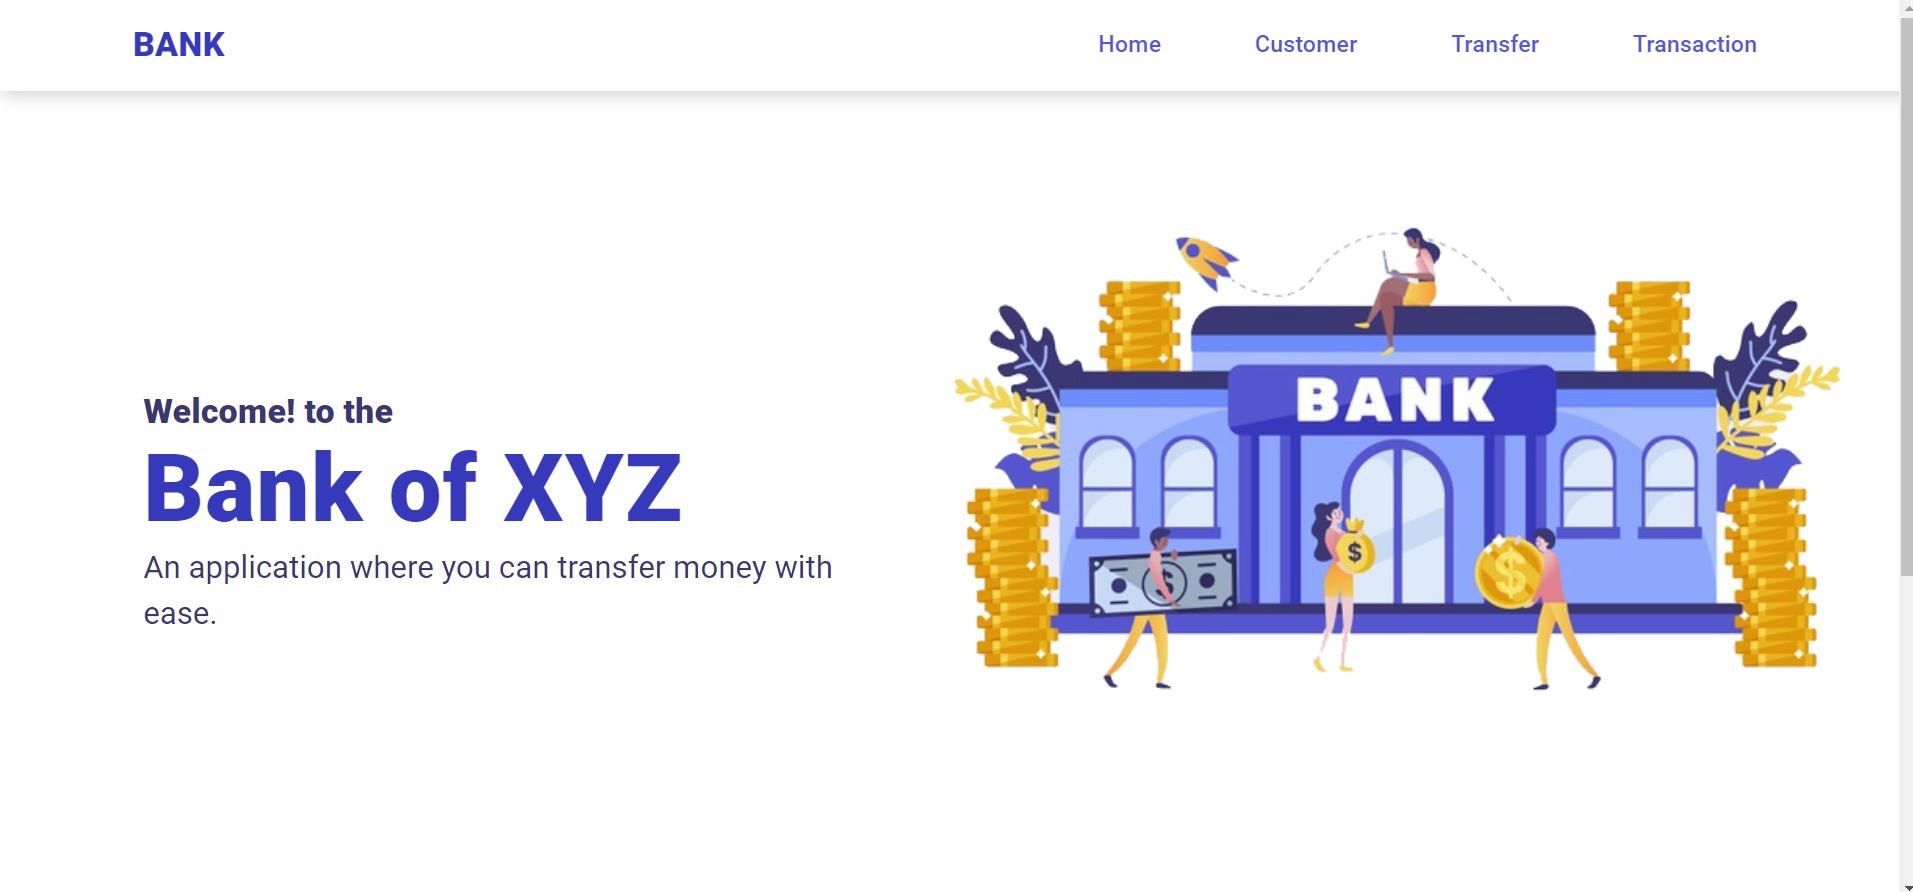 BANK
Home
Customer
Transfer
Transaction
Welcome! to the
Bank of XYZ
An application where you can transfer money with
ease.
BANK
$
$
$